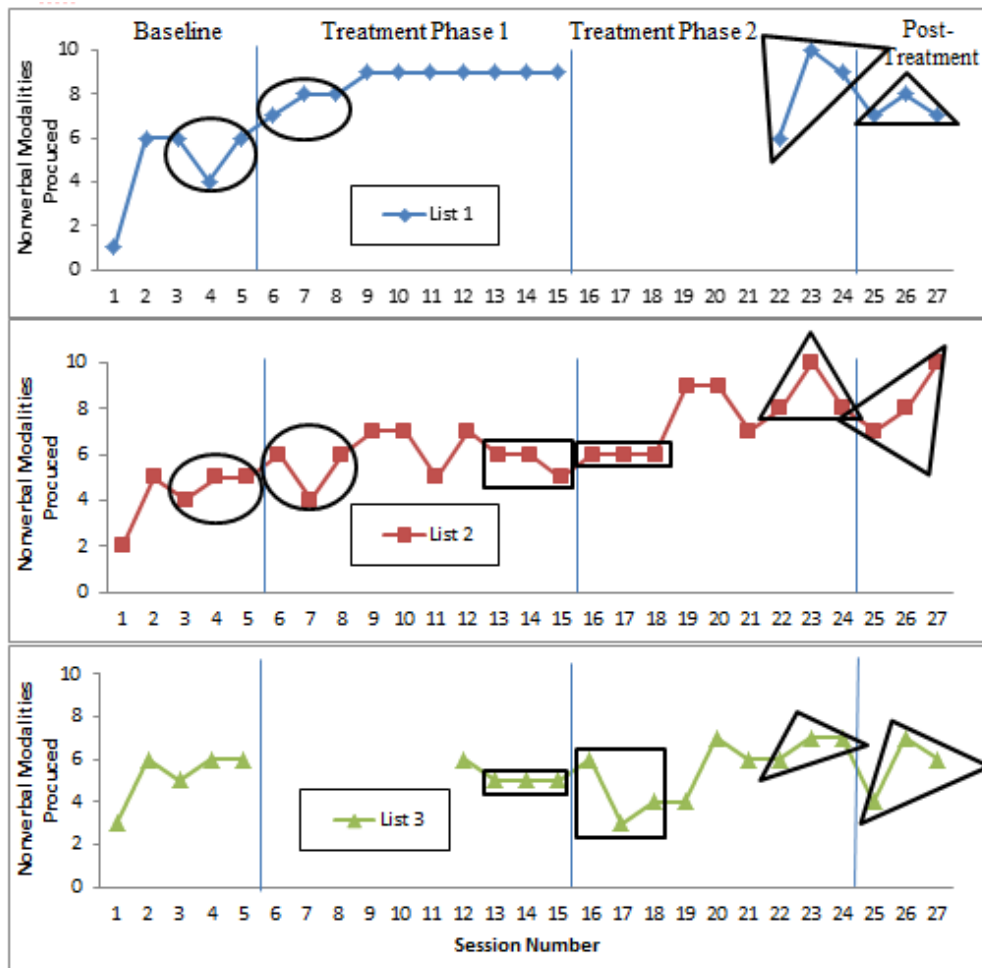 Baseline Treatment Phase 1 Treatment Phase 2 Post-
Treatment
Nonverbal Modalities
Procuced
10
8
6
4
2
0
List 1
1 2 3 4 5 6 7 8 9 10 11 12 13 14 15 16 17 18 19 20 21 22 23 24 25 26 27
Nonverbal Modalities
Procuced
10
8
6
4
2
0
List 2
1 2 3 4 5 6 7 8 9 10 11 12 13 14 15 16 17 18 19 20 21 22 23 24 25 26 27
Nonverbal Modalities
Procuced
10
8
6
4
2
0
List 3
1 2 3 4 5 6 7 8 9 10 11 12 13 14 15 16 17 18 19 20 21 22 23 24 25 26 27
Session Number